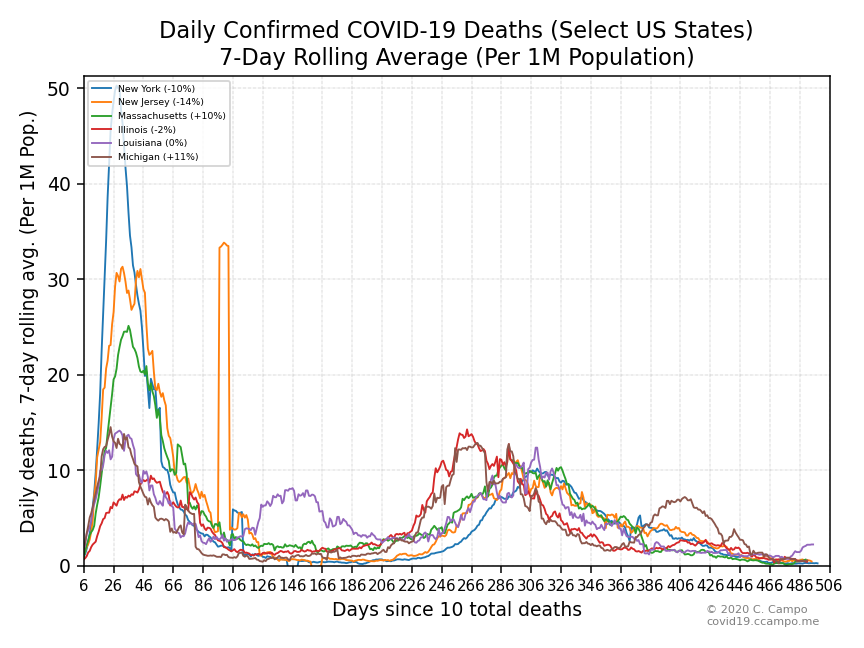 Daily Confirmed COVID-19 Deaths (Select US States)
7-Day Rolling Average (Per 1M Population)
Daily deaths, 7-day rolling avg. (Per 1M Pop.)
50
40
30
20
10
0
New York (-10%)
New Jersey (-14%)
Massachusetts (+10%)
Illinois (-2%)
Louisiana (0%)
Michigan (+11%)
6 26 46 66 86 106 126 146 166 186 206 226 246 266 286 306 326 346 366 386 406 426 446 466 486 506
Days since 10 total deaths
© 2020 C. Campo
covid19.ccampo.me